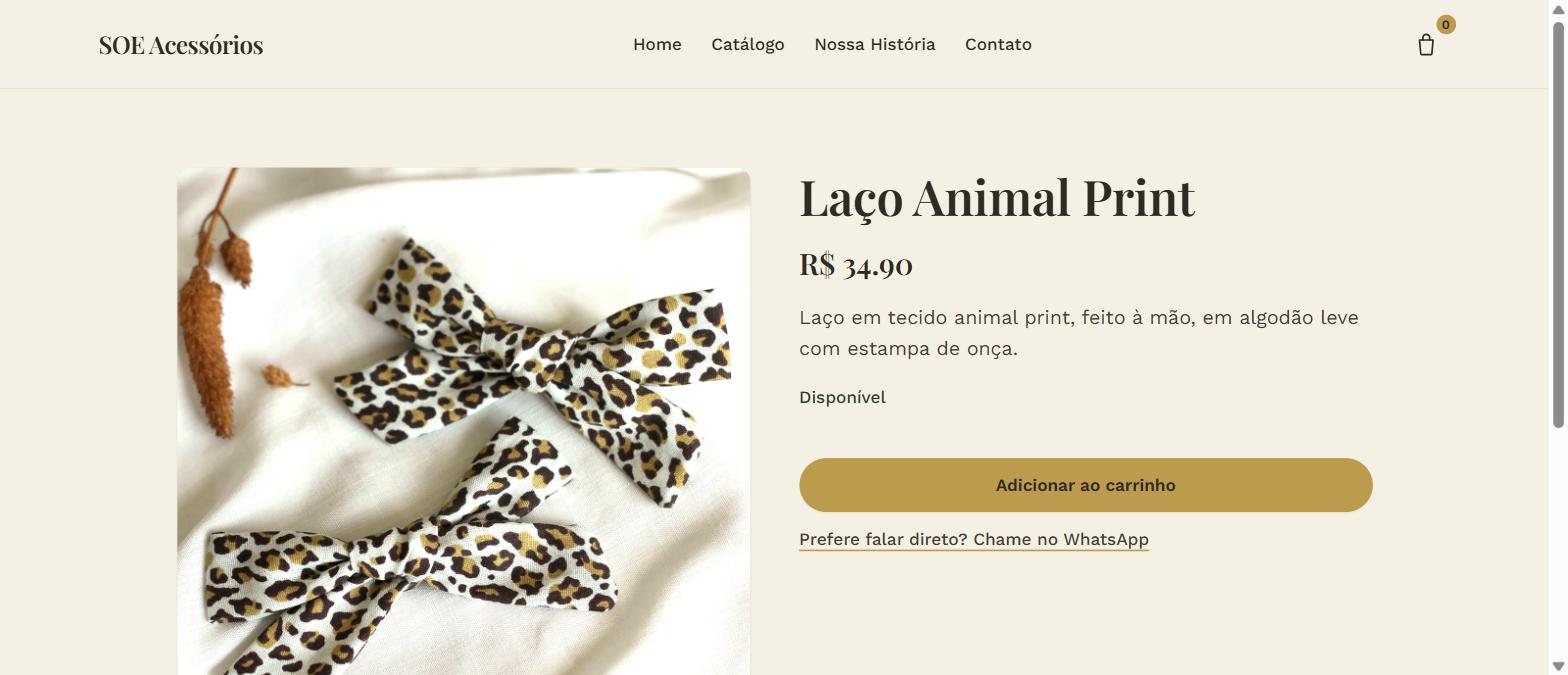 SOE Acessórios
Home Catálogo Nossa História Contato
0
Laço Animal Print
R$ 34.90
Laço em tecido animal print, feito à mão, em algodão leve
com estampa de onça.
Disponível
Adicionar ao carrinho
Prefere falar direto? Chame no WhatsApp